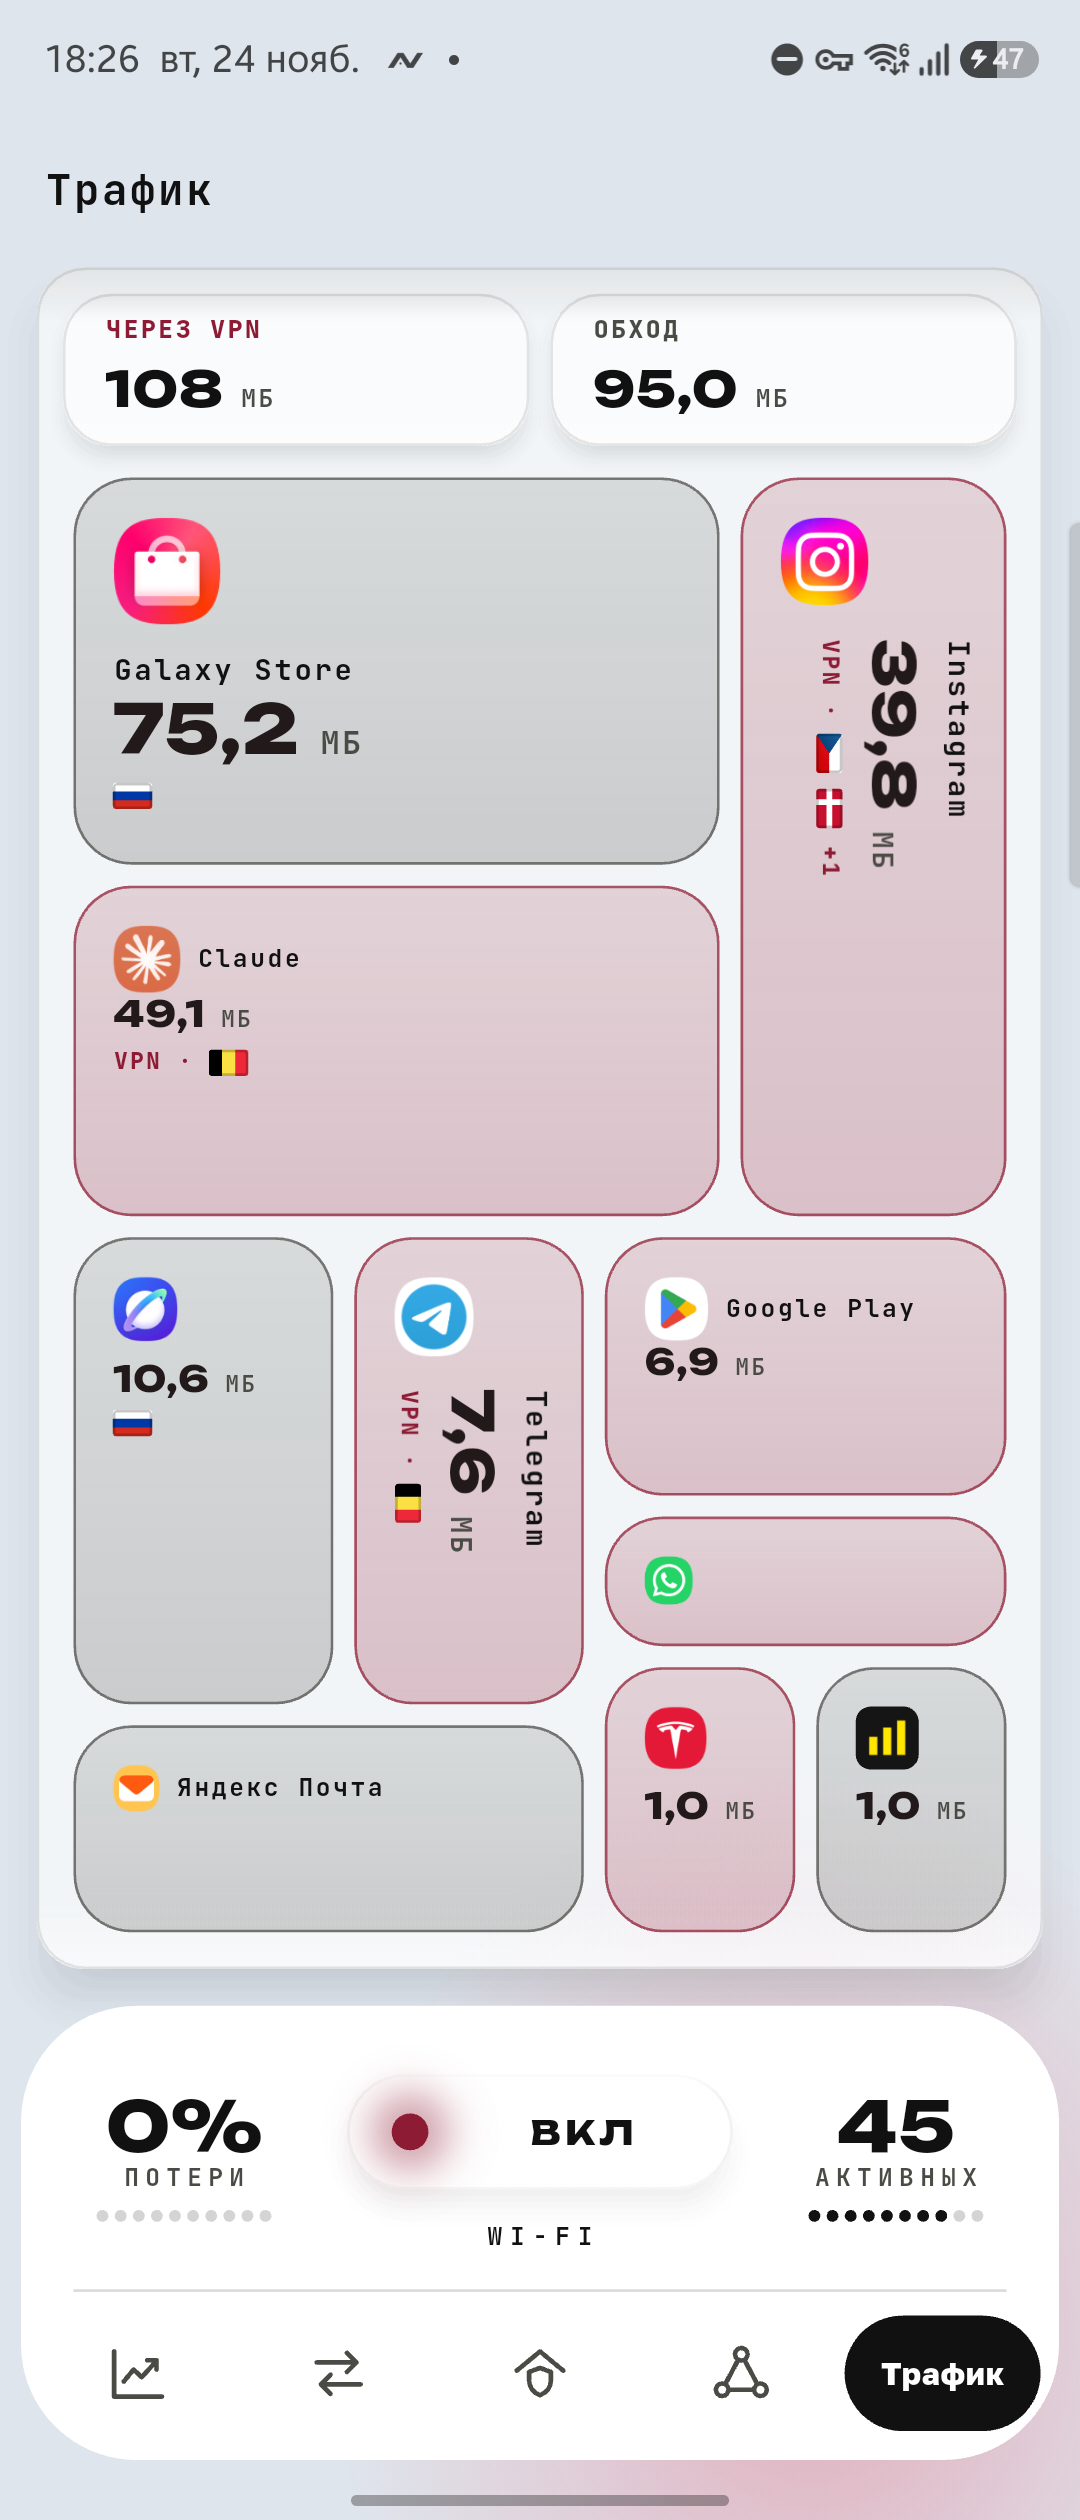 18:26 вт, 24 нояб.
6
47
Трафик
ЧЕРЕЗ VPN
108 МБ
ОБХОД
95,0 МБ
Galaxy Store
75,2 МБ
Instagram
39,8 МБ
VPN · +1
Claude
49,1 МБ
VPN ·
10,6 МБ
Telegram
7,6 МБ
VPN ·
Google Play
6,9 МБ
Яндекс Почта
1,0 МБ
1,0 МБ
0%
ПОТЕРИ
ВКЛ
WI-FI
45
АКТИВНЫХ
Трафик